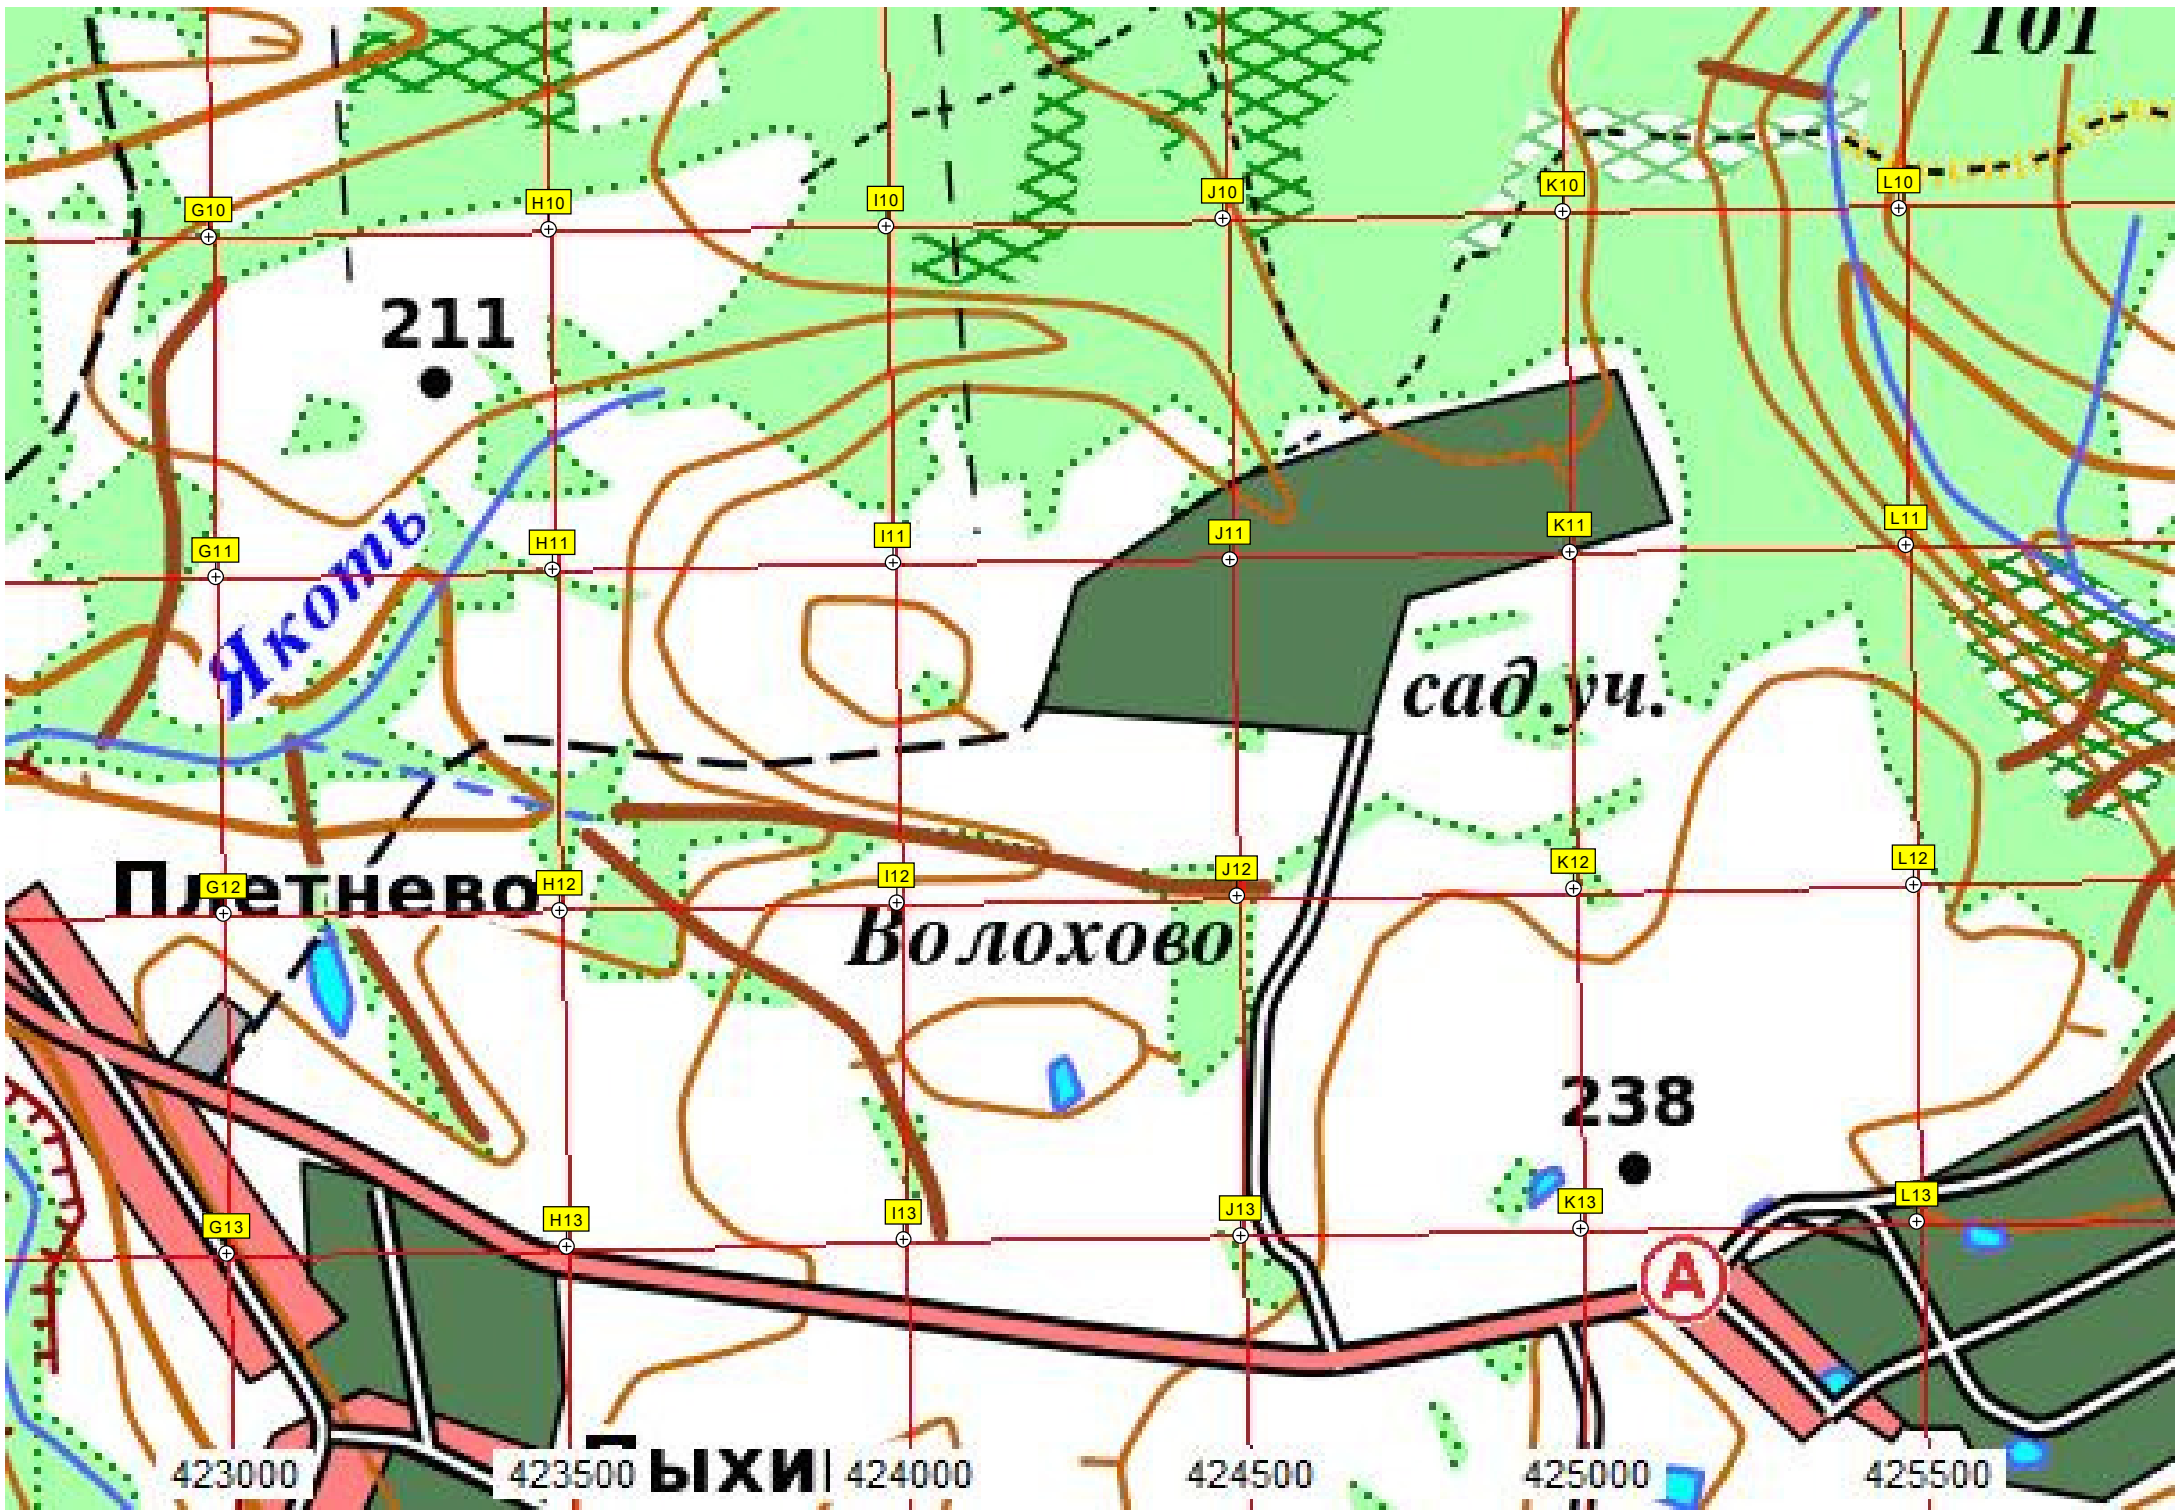 101
G10 H10 I10 J10 K10 L10
211
G11 H11 I11 J11 K11 L11
Якоть
сад.уч.
Плетнево
G12 H12 I12 J12 K12 L12
Волохово
238
G13 H13 I13 J13 K13 L13
А
ыхи
423000 423500 424000 424500 425000 425500